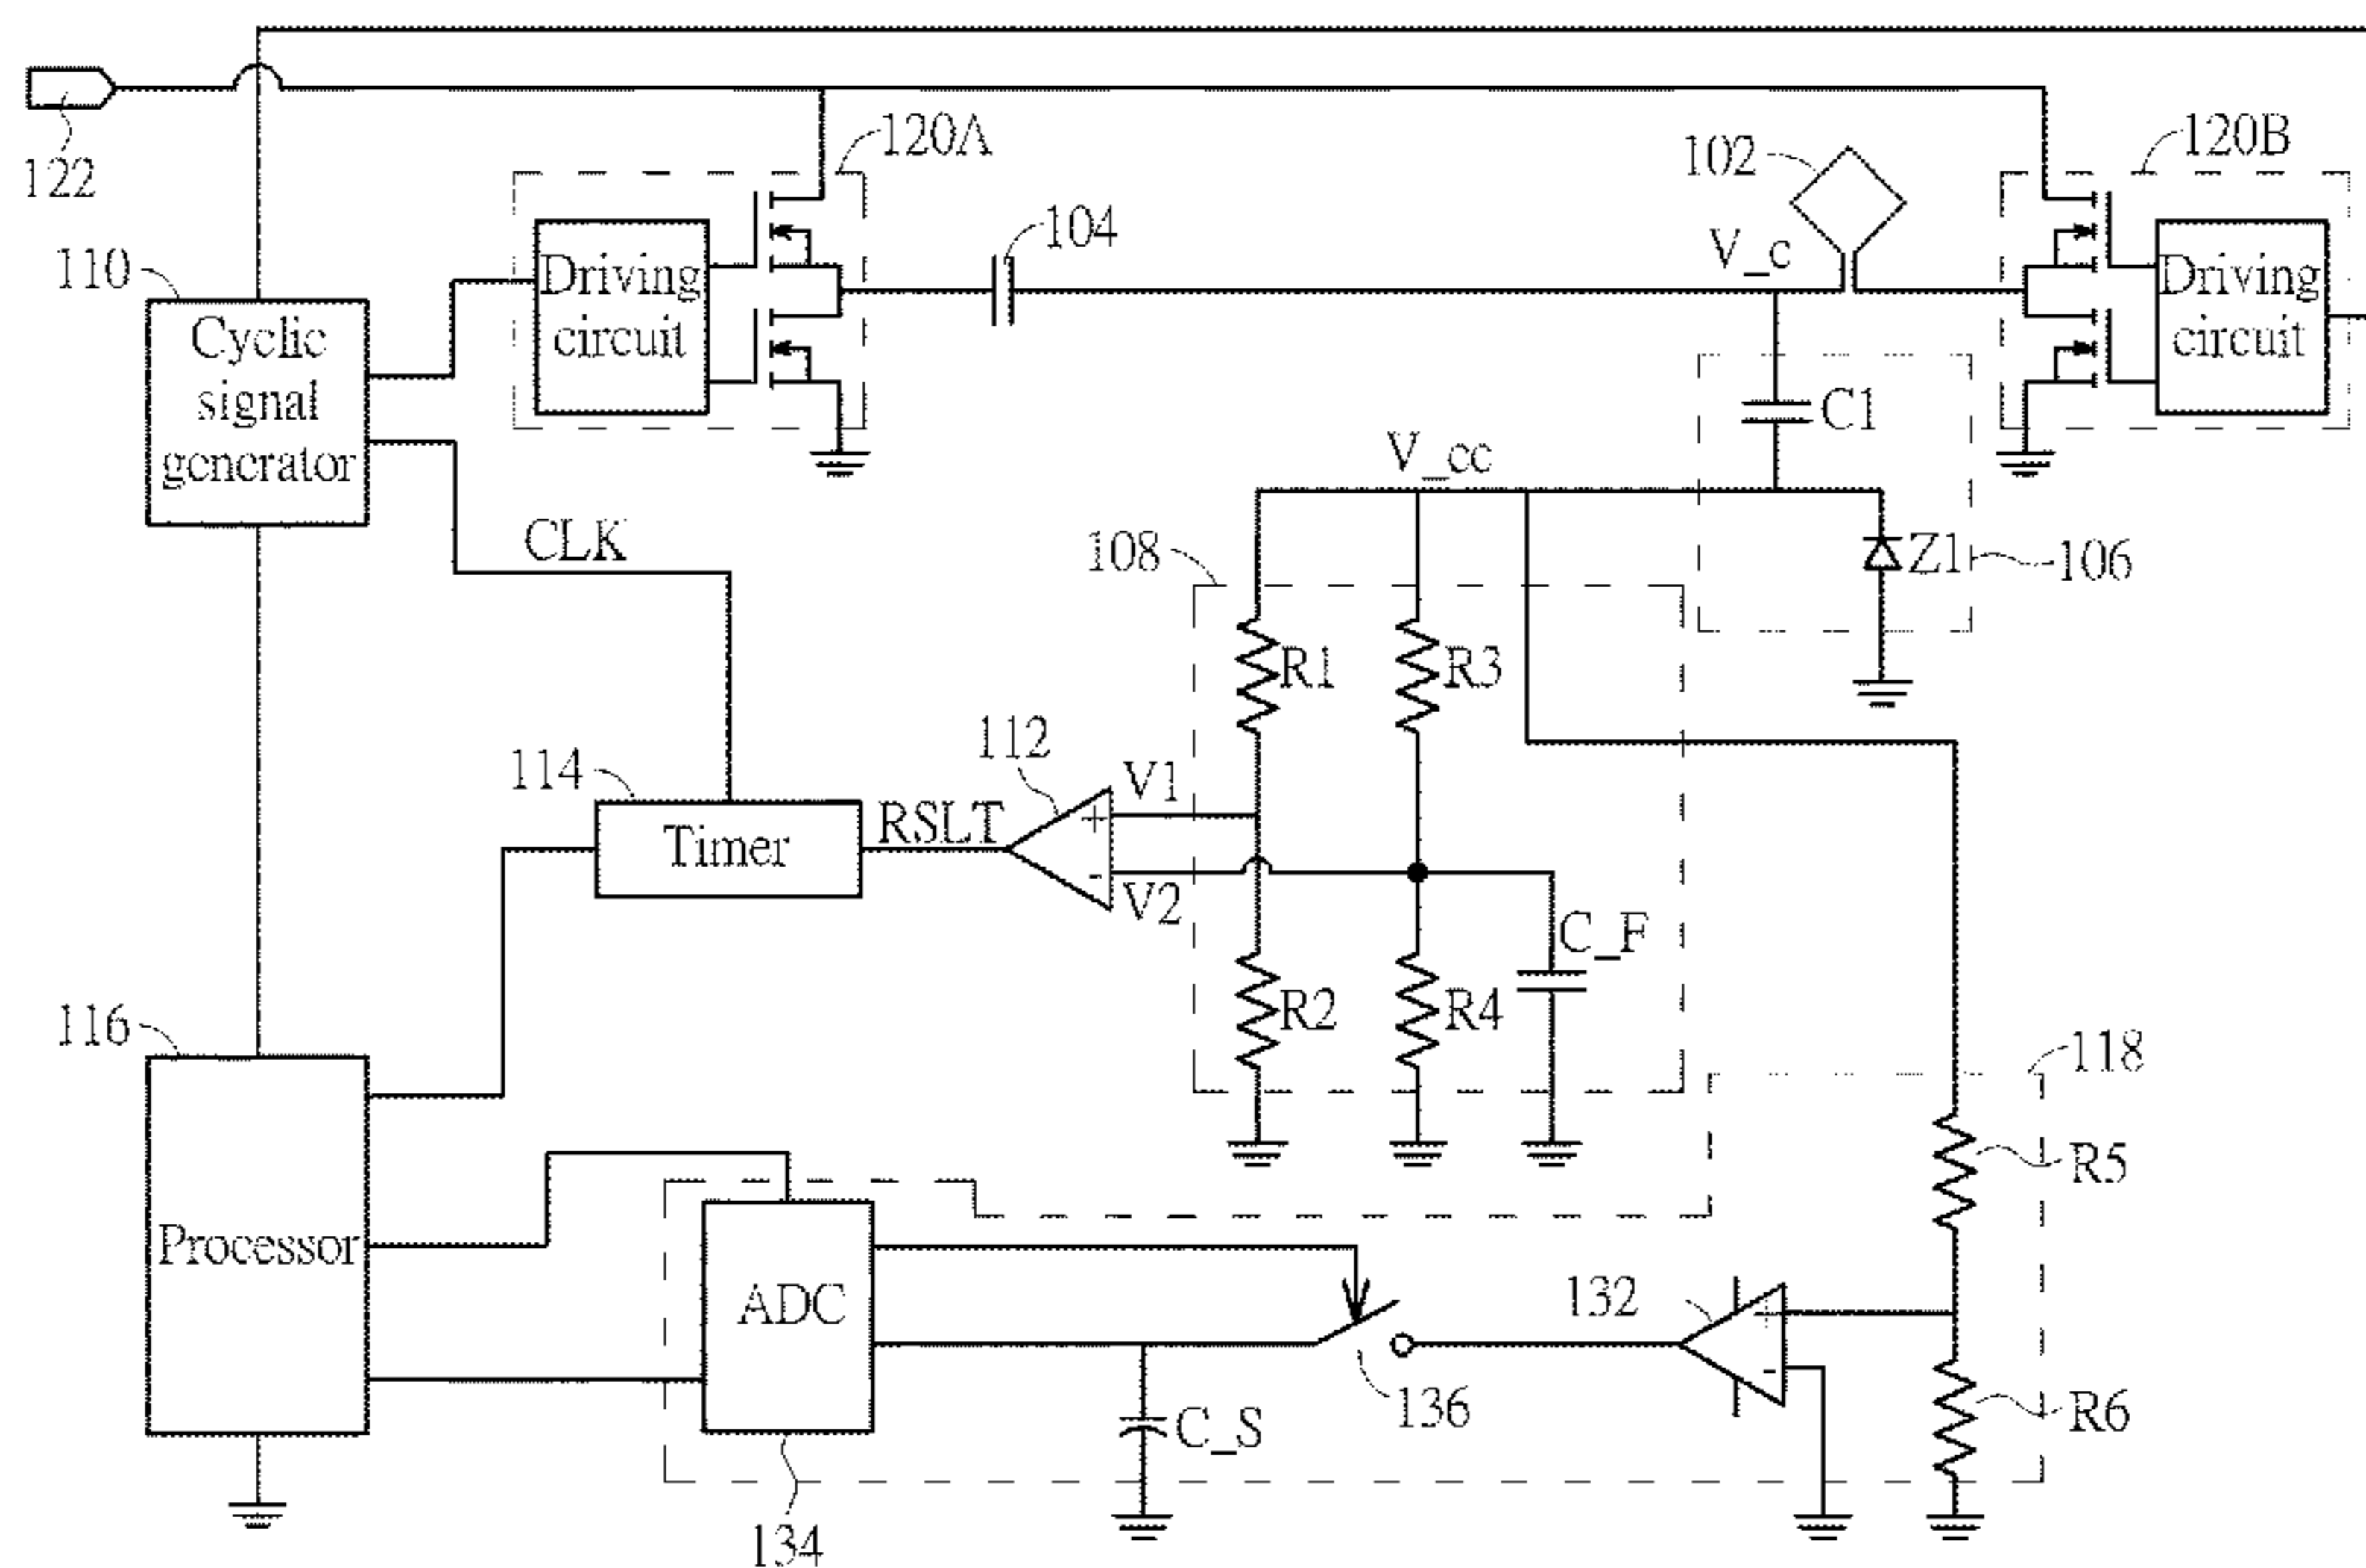 122
120A
102
120B
104
V_c
110
Driving
circuit
Driving
circuit
Cyclic
signal
generator
C1
V_cc
CLK
108
Z1
106
R1
R3
112
114
V1
Timer
RSLT
+
-
V2
C_F
R2
R4
116
118
R5
Processor
ADC
132
+
-
136
C_S
R6
134